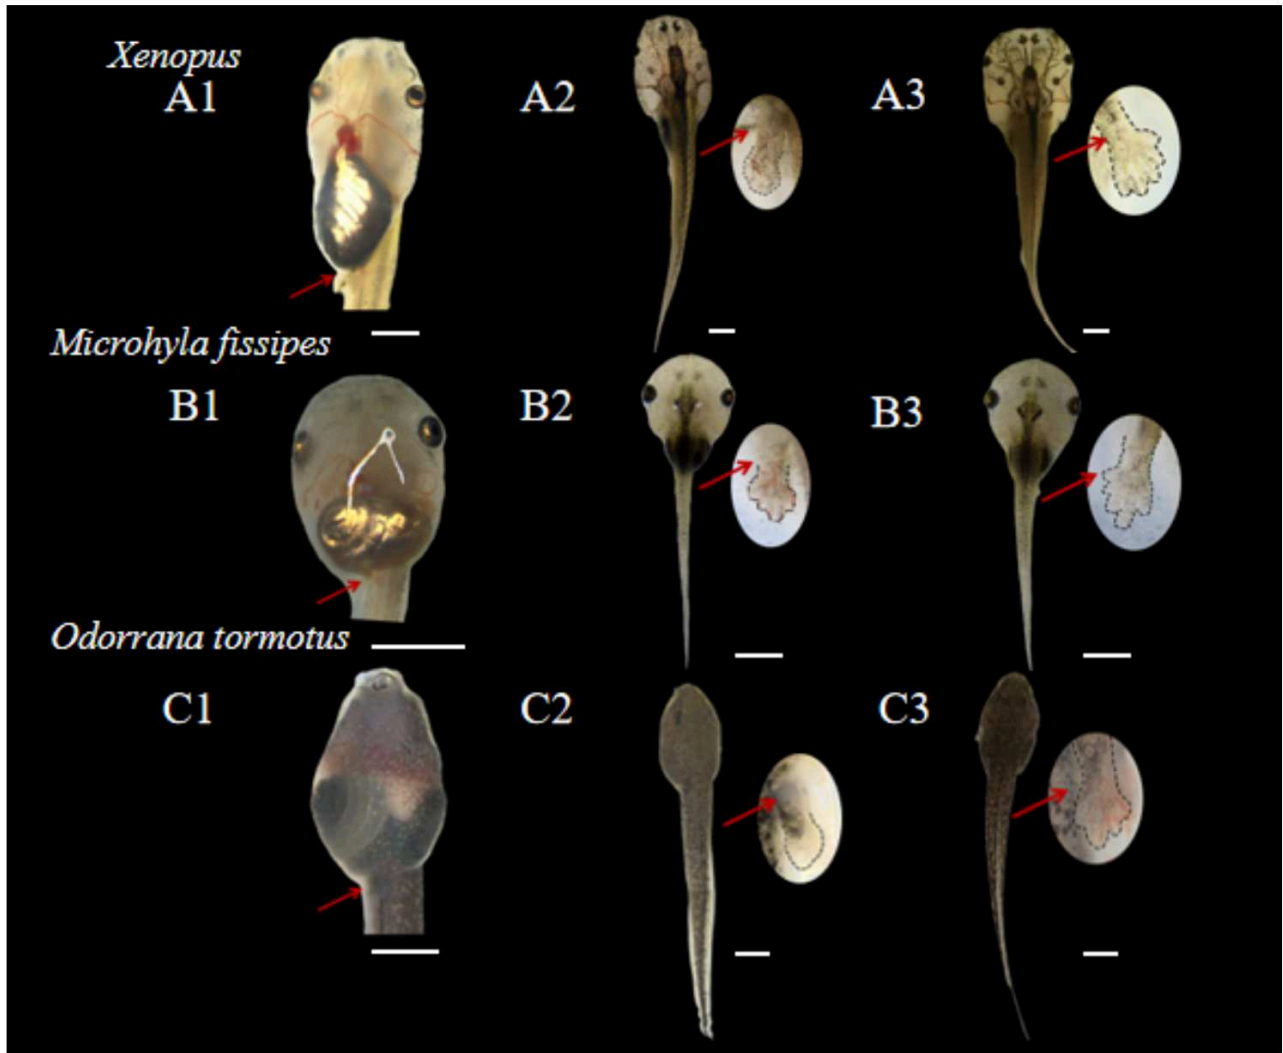 Xenopus
A1 A2 A3
Microhyla fissipes
B1 B2 B3
Odorrana tormotus
C1 C2 C3